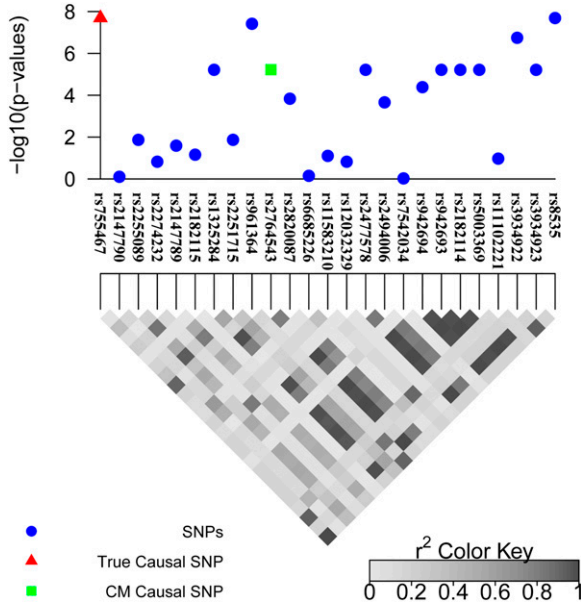 −log10(p-values)
8
6
4
2
0
rs755467
rs2147790
rs2255089
rs2274232
rs2147789
rs2182115
rs1325284
rs2251715
rs961364
rs2764543
rs2820087
rs6685226
rs11583210
rs12032329
rs2477578
rs2494006
rs7542034
rs942694
rs942693
rs2182114
rs5003369
rs11102221
rs3934922
rs3934923
rs8535
SNPs
True Causal SNP
CM Causal SNP
r² Color Key
0 0.2 0.4 0.6 0.8 1